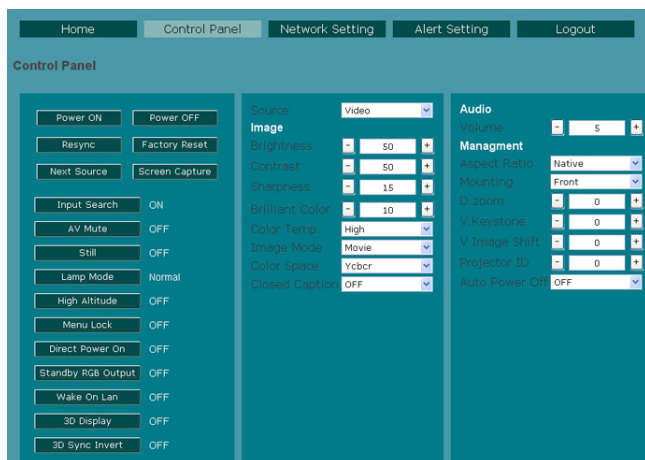 Home Control Panel Network Setting Alert Setting Logout
Control Panel
Power ON Power OFF
Resync Factory Reset
Next Source Screen Capture
Input Search ON
AV Mute OFF
Still OFF
Lamp Mode Normal
High Altitude OFF
Menu Lock OFF
Direct Power On OFF
Standby RGB Output OFF
Wake On Lan OFF
3D Display OFF
3D Sync Invert OFF
Source Video
Image
Brightness - 50 +
Contrast - 50 +
Sharpness - 15 +
Brilliant Color - 10 +
Color Temp. High
Image Mode Movie
Color Space Ycbcr
Closed Caption OFF
Audio
Volume - 5 +
Managment
Aspect Ratio Native
Mounting Front
D.zoom - 0 +
V.Keystone - 0 +
V Image Shift - 0 +
Projector ID - 0 +
Auto Power Off OFF